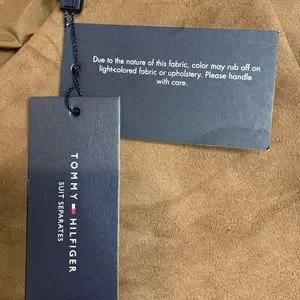 Due to the nature of this fabric, color may rub off on
light-colored fabric or upholstery. Please handle
with care.
TOMMY HILFIGER
SUIT SEPARATES